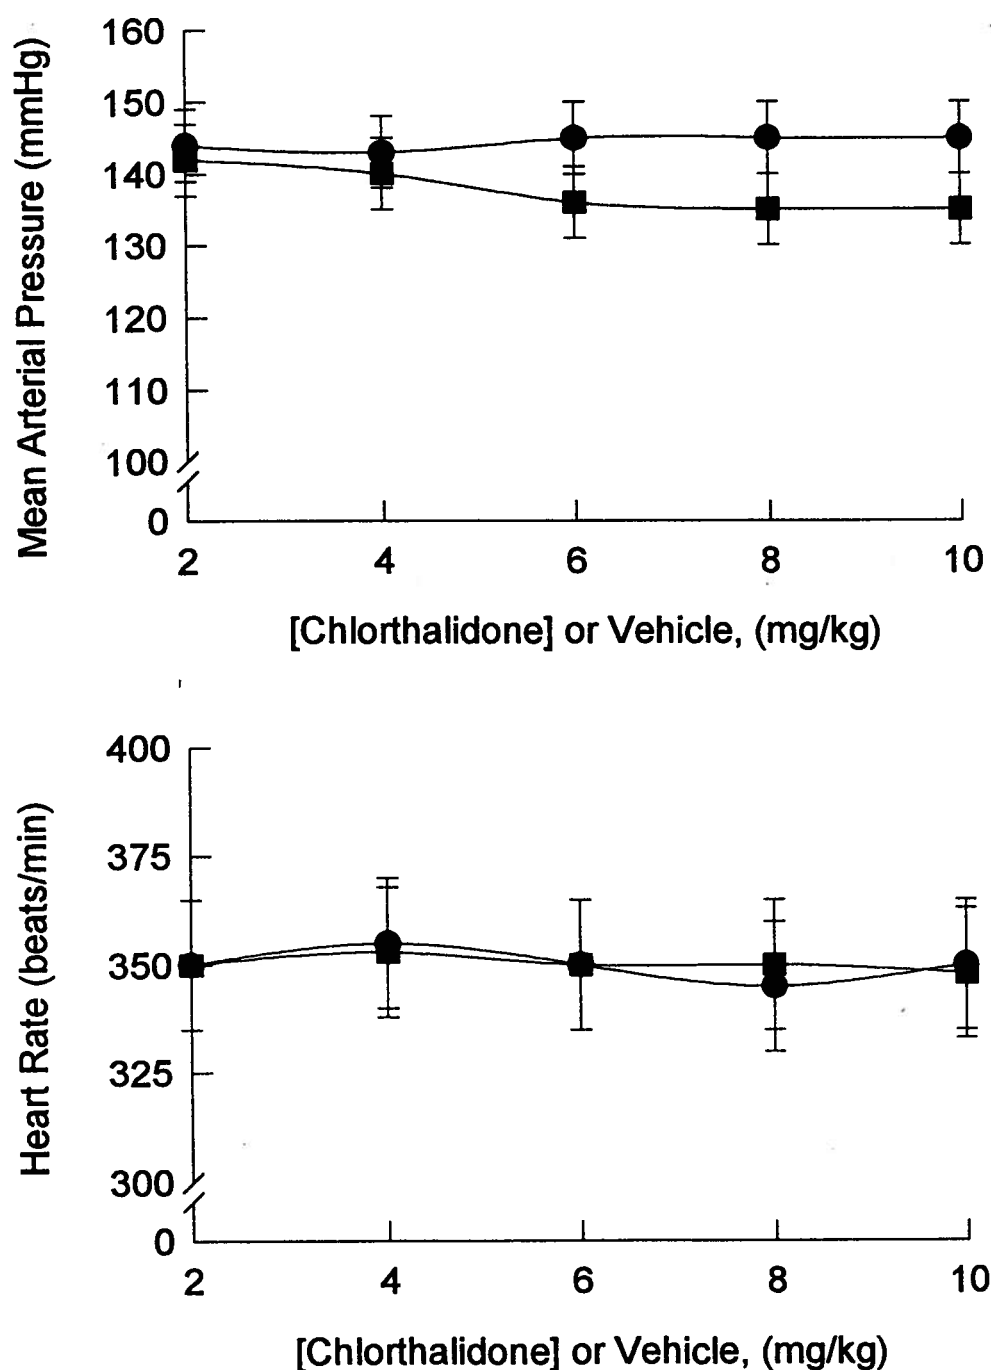 Mean Arterial Pressure (mmHg)
160
150
140
130
120
110
100
0
2 4 6 8 10
[Chlorthalidone] or Vehicle, (mg/kg)
Heart Rate (beats/min)
400
375
350
325
300
0
2 4 6 8 10
[Chlorthalidone] or Vehicle, (mg/kg)